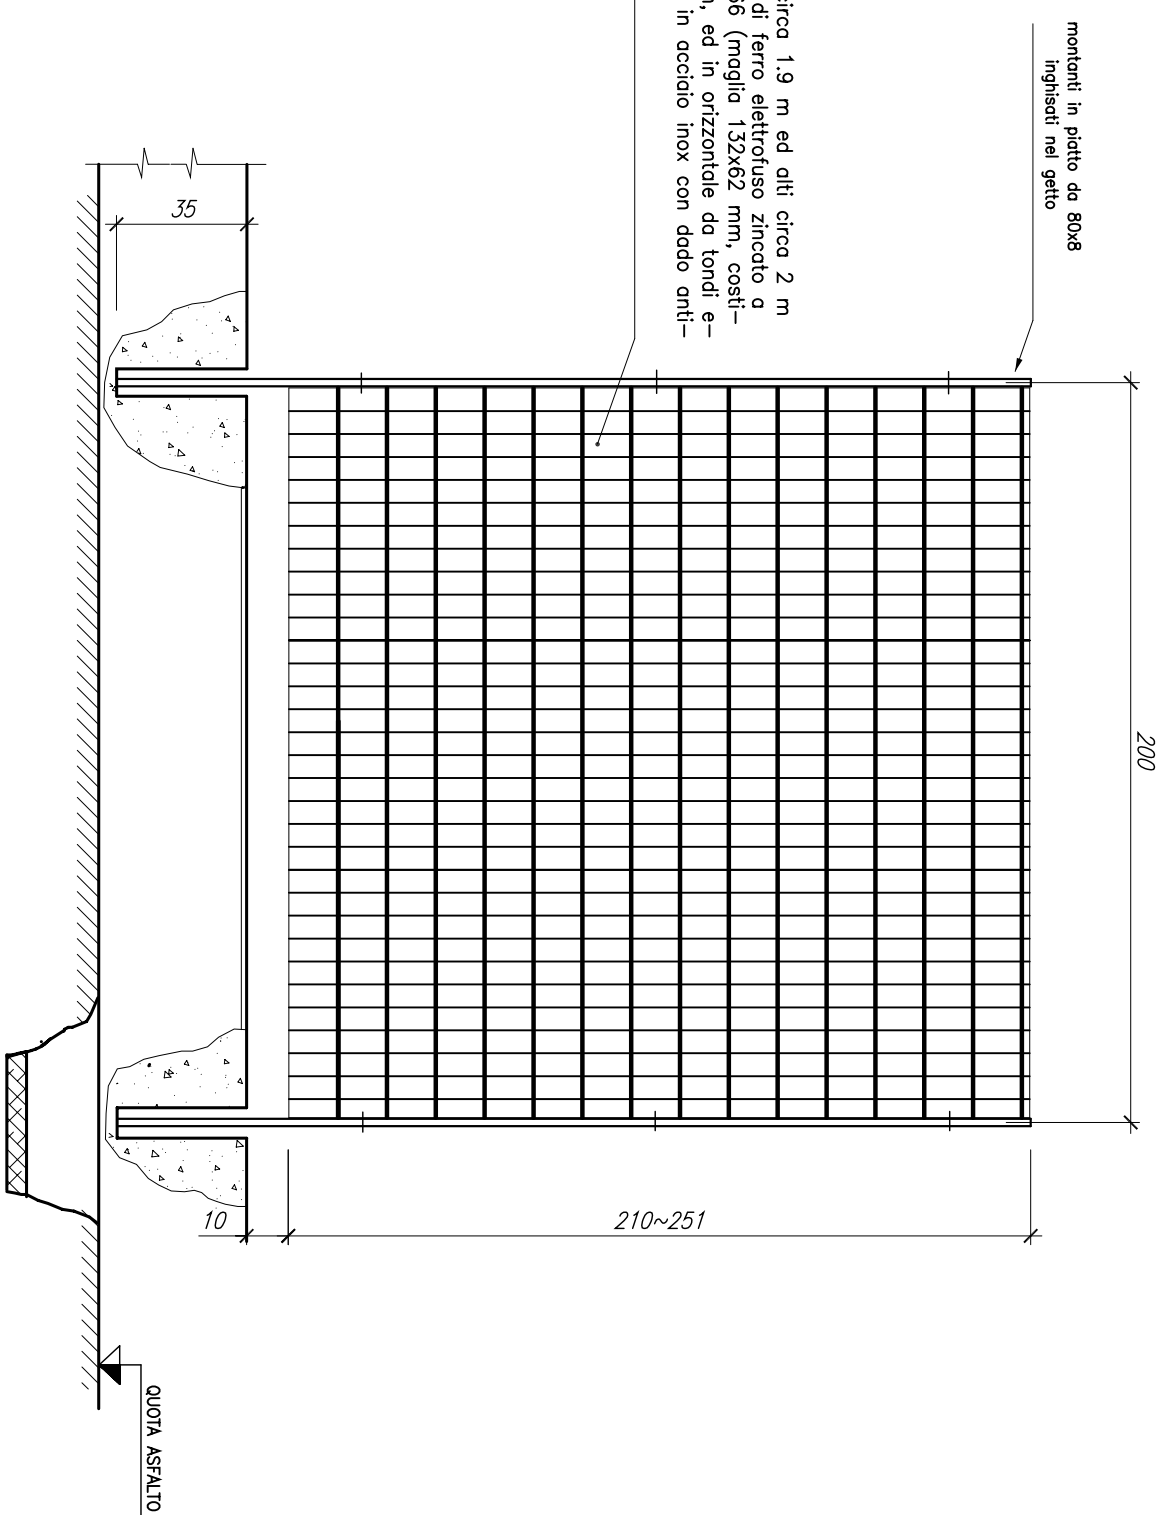 montanti in piatto da 80x8
inghisati nel getto
circa 1.9 m ed alti circa 2 m
di ferro elettrofuso zincato a
66 (maglia 132x62 mm, costi–
, ed in orizzontale da tondi e–
in acciaio inox con dado anti–
35
200
10
210~251
QUOTA ASFALTO